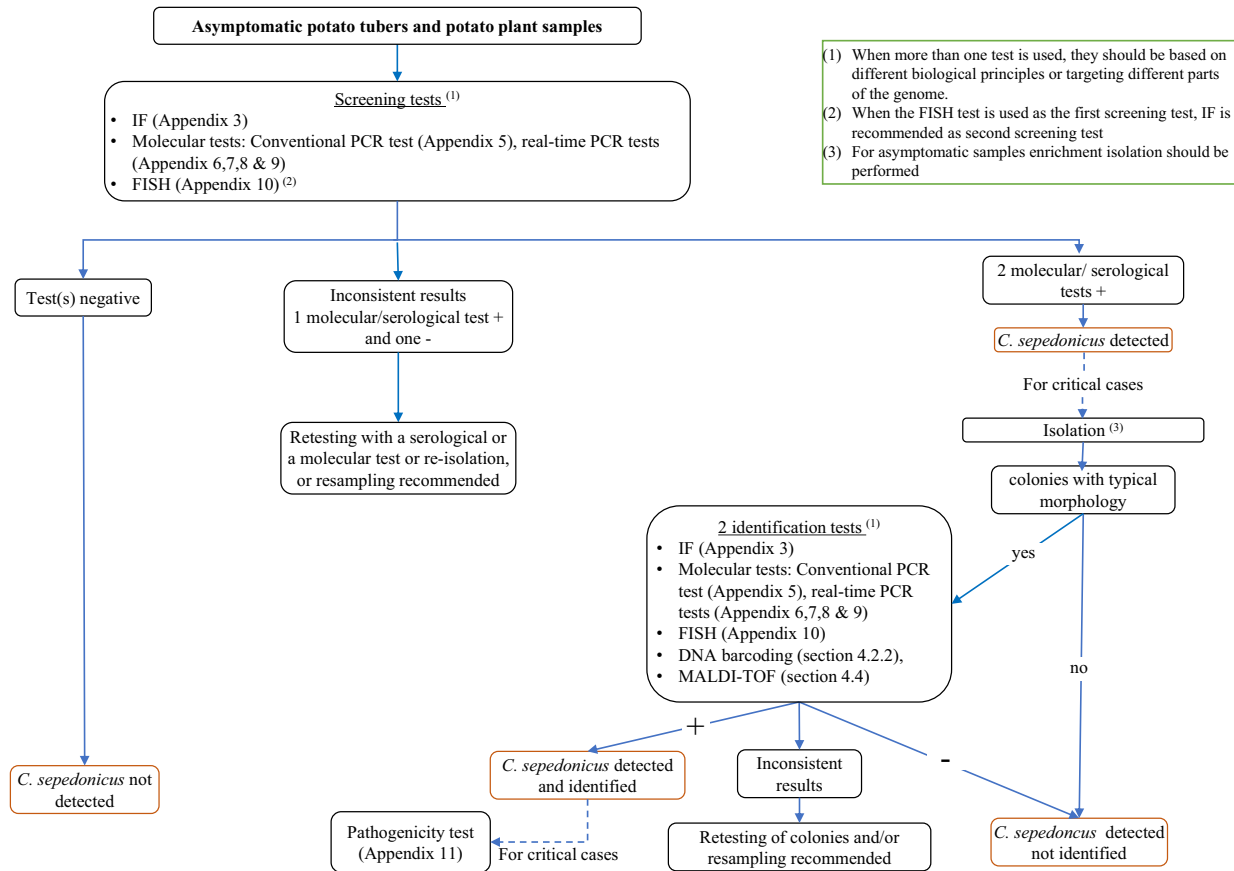 Asymptomatic potato tubers and potato plant samples
(1) When more than one test is used, they should be based on
different biological principles or targeting different parts
of the genome.
(2) When the FISH test is used as the first screening test, IF is
recommended as second screening test
(3) For asymptomatic samples enrichment isolation should be
performed
Screening tests (1)
• IF (Appendix 3)
• Molecular tests: Conventional PCR test (Appendix 5), real-time PCR tests
(Appendix 6,7,8 & 9)
• FISH (Appendix 10) (2)
Test(s) negative
Inconsistent results
1 molecular/serological test +
and one -
2 molecular/ serological
tests +
C. sepedonicus detected
For critical cases
Isolation (3)
Retesting with a serological or
a molecular test or re-isolation,
or resampling recommended
colonies with typical
morphology
yes
no
2 identification tests (1)
• IF (Appendix 3)
• Molecular tests: Conventional PCR
test (Appendix 5), real-time PCR
tests (Appendix 6,7,8 & 9)
• FISH (Appendix 10)
• DNA barcoding (section 4.2.2),
• MALDI-TOF (section 4.4)
+
-
C. sepedonicus not
detected
C. sepedonicus detected
and identified
Inconsistent
results
Pathogenicity test
(Appendix 11)
For critical cases
Retesting of colonies and/or
resampling recommended
C. sepedoncus detected
not identified